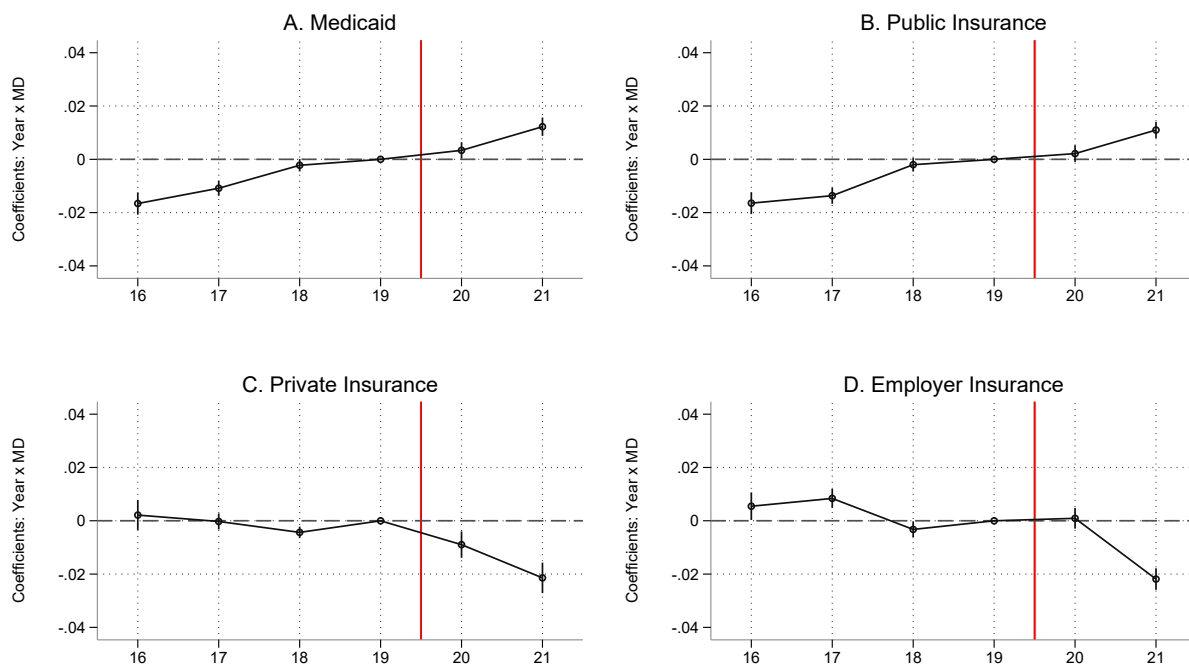 A. Medicaid
Coefficients: Year x MD
.04
.02
0
-.02
-.04
16 17 18 19 20 21
B. Public Insurance
Coefficients: Year x MD
.04
.02
0
-.02
-.04
16 17 18 19 20 21
C. Private Insurance
Coefficients: Year x MD
.04
.02
0
-.02
-.04
16 17 18 19 20 21
D. Employer Insurance
Coefficients: Year x MD
.04
.02
0
-.02
-.04
16 17 18 19 20 21